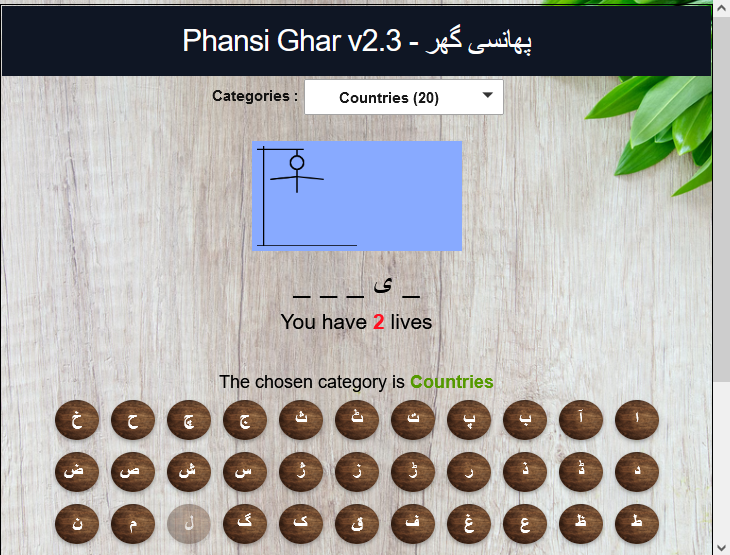 Phansi Ghar v2.3 - پھانسی گھر
Categories : Countries (20)
_ _ _ ی _
You have 2 lives
The chosen category is Countries
ا آ ب پ ت ٹ ث ج چ ح خ
د ڈ ذ ر ڑ ز ژ س ش ص ض
ط ظ ع غ ف ق ک گ ل م ن